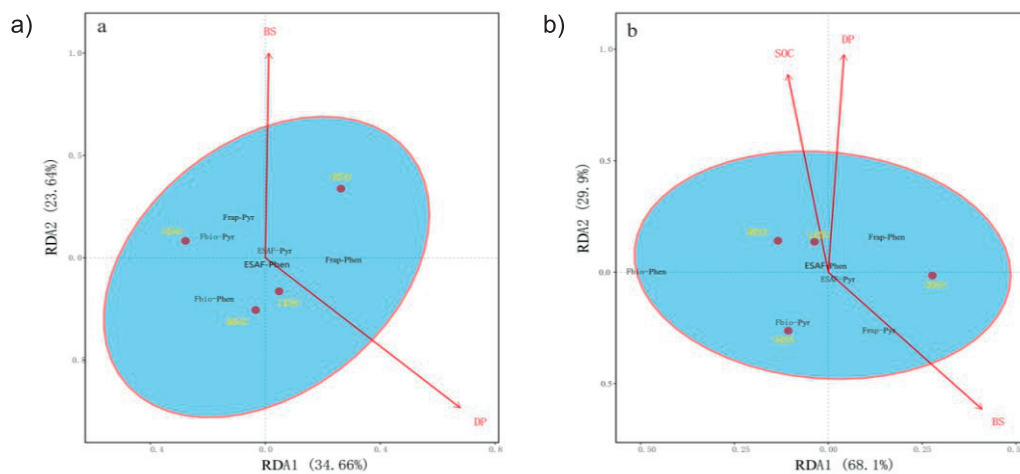 a)
a
BS
1.0
0.5
0.0
0.5
RDA2 (23.64%)
Frap-Pyr
Fbio-Pyr
ESAF-Pyr
ESAF-Phen
Frap-Phen
Fbio-Phen
DP
0.4
0.0
0.4
0.8
RDA1 (34.66%)
b)
b
DP
SOC
1.0
0.5
0.0
0.5
RDA2 (29.9%)
Frap-Phen
ESAF-Phen
Fbio-Phen
ESAF-Pyr
Fbio-Pyr
Frap-Pyr
BS
0.50
0.25
0.00
0.25
RDA1 (68.1%)